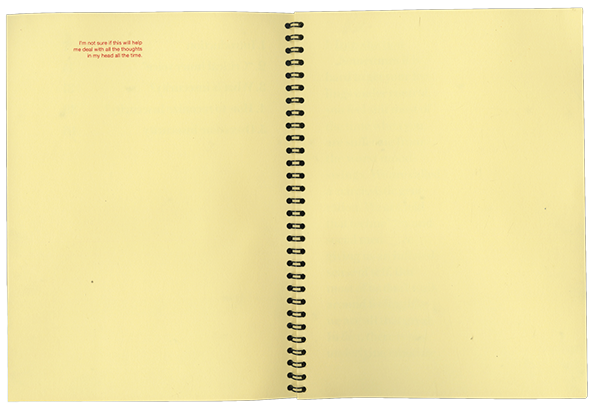 I'm not sure if this will help
me deal with all the thoughts
in my head all the time.